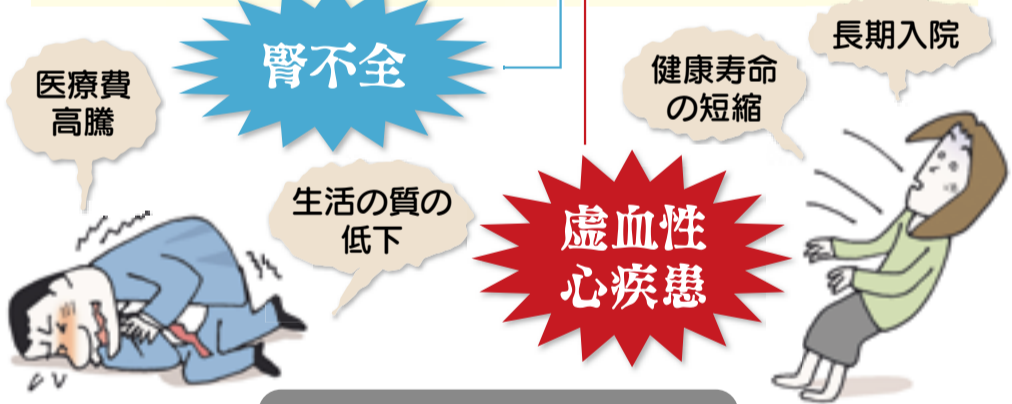 長期入院
腎不全
健康寿命
の短縮
医療費
高騰
生活の質の
低下
虚血性
心疾患